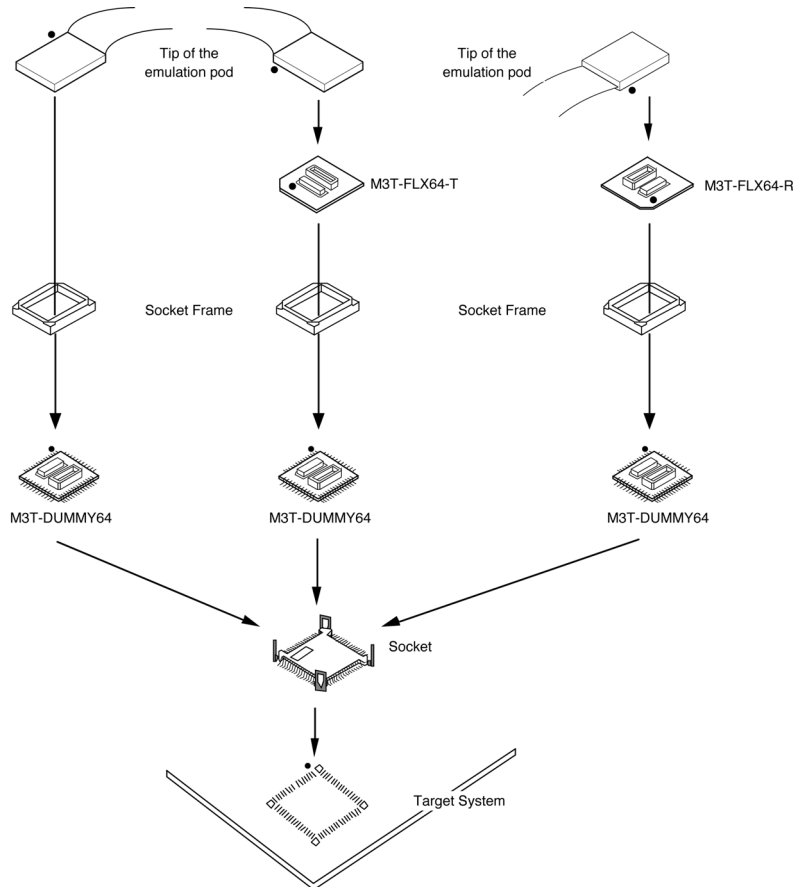 Tip of the
emulation pod
Tip of the
emulation pod
M3T-FLX64-T
M3T-FLX64-R
Socket Frame
Socket Frame
M3T-DUMMY64
M3T-DUMMY64
M3T-DUMMY64
Socket
Target System